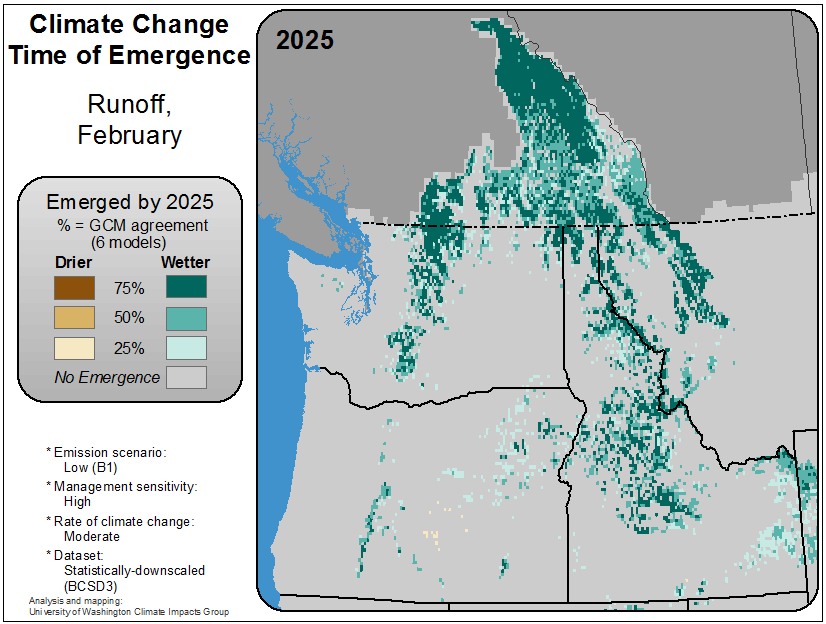 Climate Change
Time of Emergence
Runoff,
February
2025
Emerged by 2025
% = GCM agreement
(6 models)
Drier Wetter
75%
50%
25%
No Emergence
* Emission scenario:
Low (B1)
* Management sensitivity:
High
* Rate of climate change:
Moderate
* Dataset:
Statistically-downscaled
(BCSD3)
Analysis and mapping:
University of Washington Climate Impacts Group